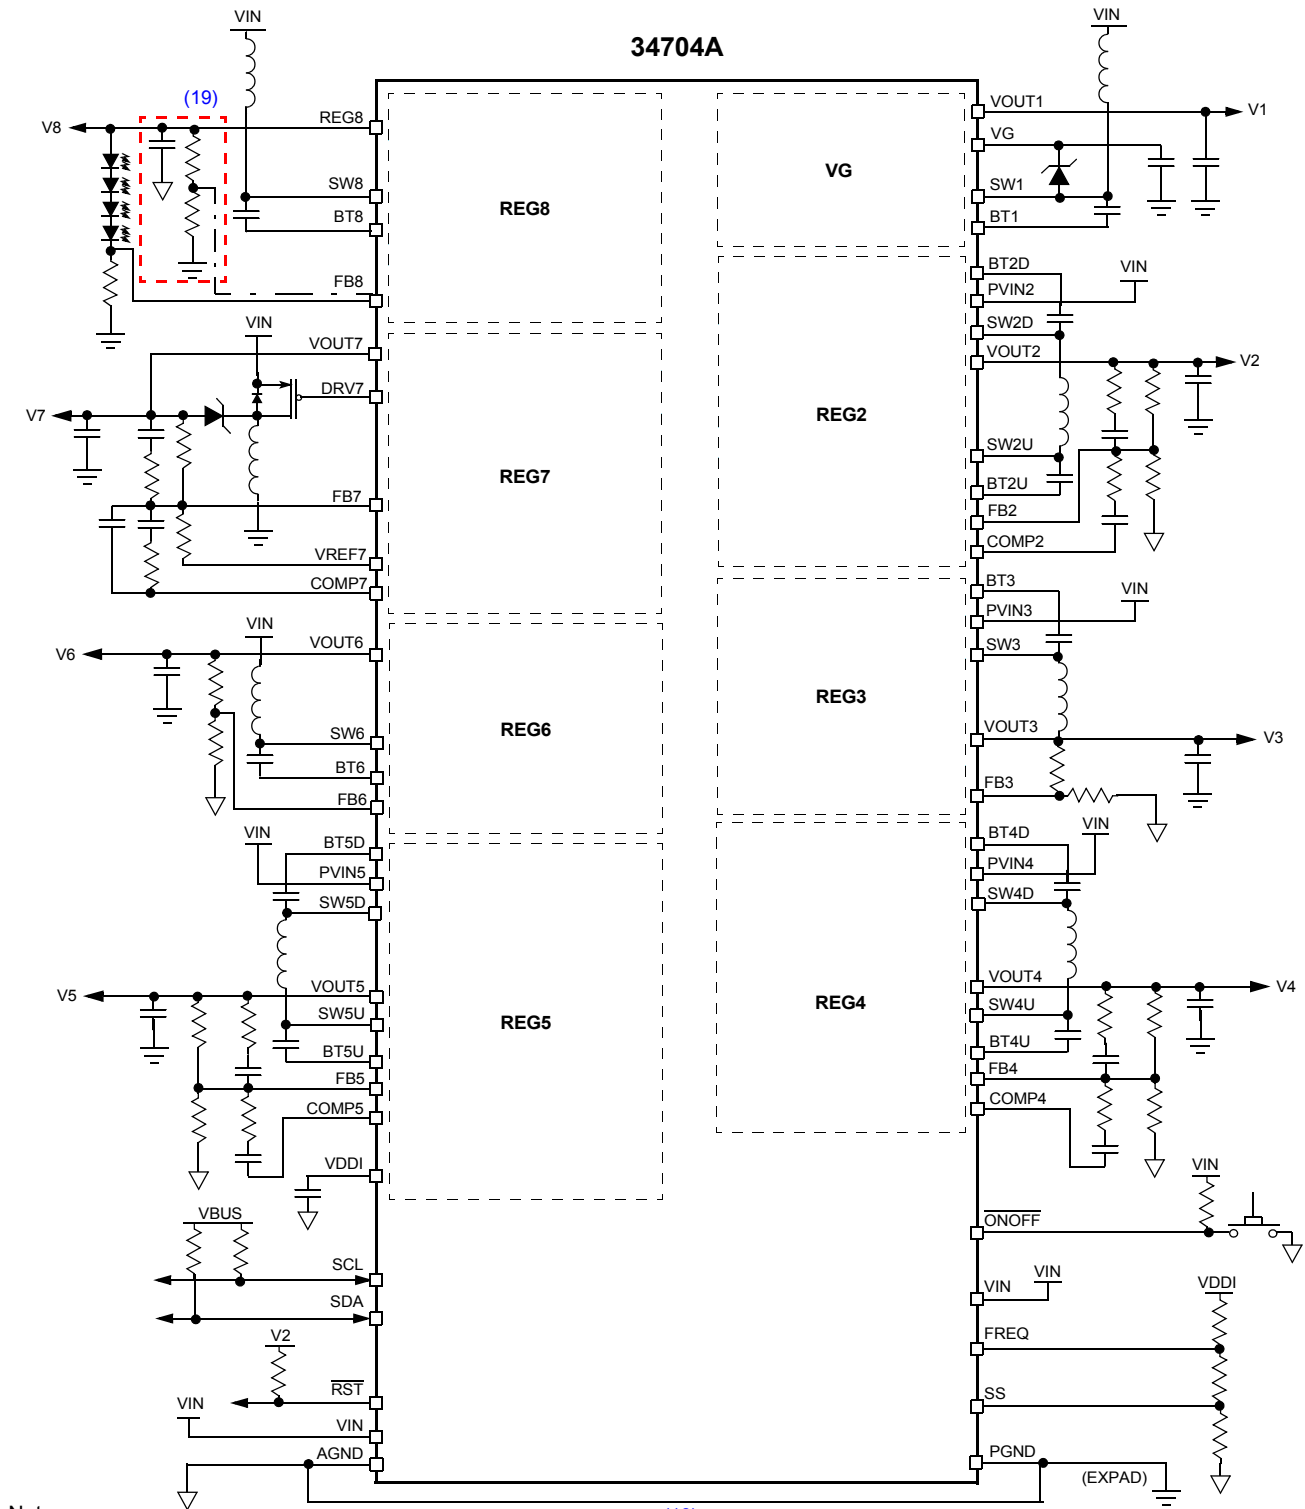 34704A
VIN
(19)
V8
REG8
SW8
BT8
FB8
REG8
VIN
VOUT7
DRV7
V7
FB7
VREF7
COMP7
REG7
VIN
VOUT6
V6
SW6
BT6
FB6
REG6
VIN
BT5D
PVIN5
SW5D
VOUT5
V5
SW5U
BT5U
FB5
COMP5
REG5
VDDI
VBUS
SCL
SDA
V2
RST
VIN
VIN
AGND
VIN
VOUT1
V1
VG
VG
SW1
BT1
BT2D
VIN
PVIN2
SW2D
VOUT2
V2
REG2
SW2U
BT2U
FB2
COMP2
BT3
VIN
PVIN3
SW3
REG3
VOUT3
V3
FB3
BT4D
VIN
PVIN4
SW4D
VOUT4
V4
REG4
SW4U
BT4U
FB4
COMP4
VIN
ONOFF
VIN
VIN
VDDI
FREQ
SS
PGND
(EXPAD)